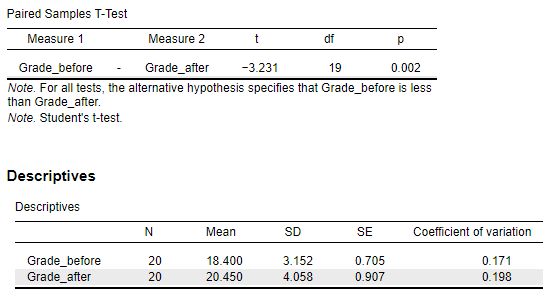 Paired Samples T-Test
Measure 1 Measure 2 t df p
Grade_before - Grade_after −3.231 19 0.002
Note. For all tests, the alternative hypothesis specifies that Grade_before is less
than Grade_after.
Note. Student's t-test.
Descriptives
Descriptives
N Mean SD SE Coefficient of variation
Grade_before 20 18.400 3.152 0.705 0.171
Grade_after 20 20.450 4.058 0.907 0.198